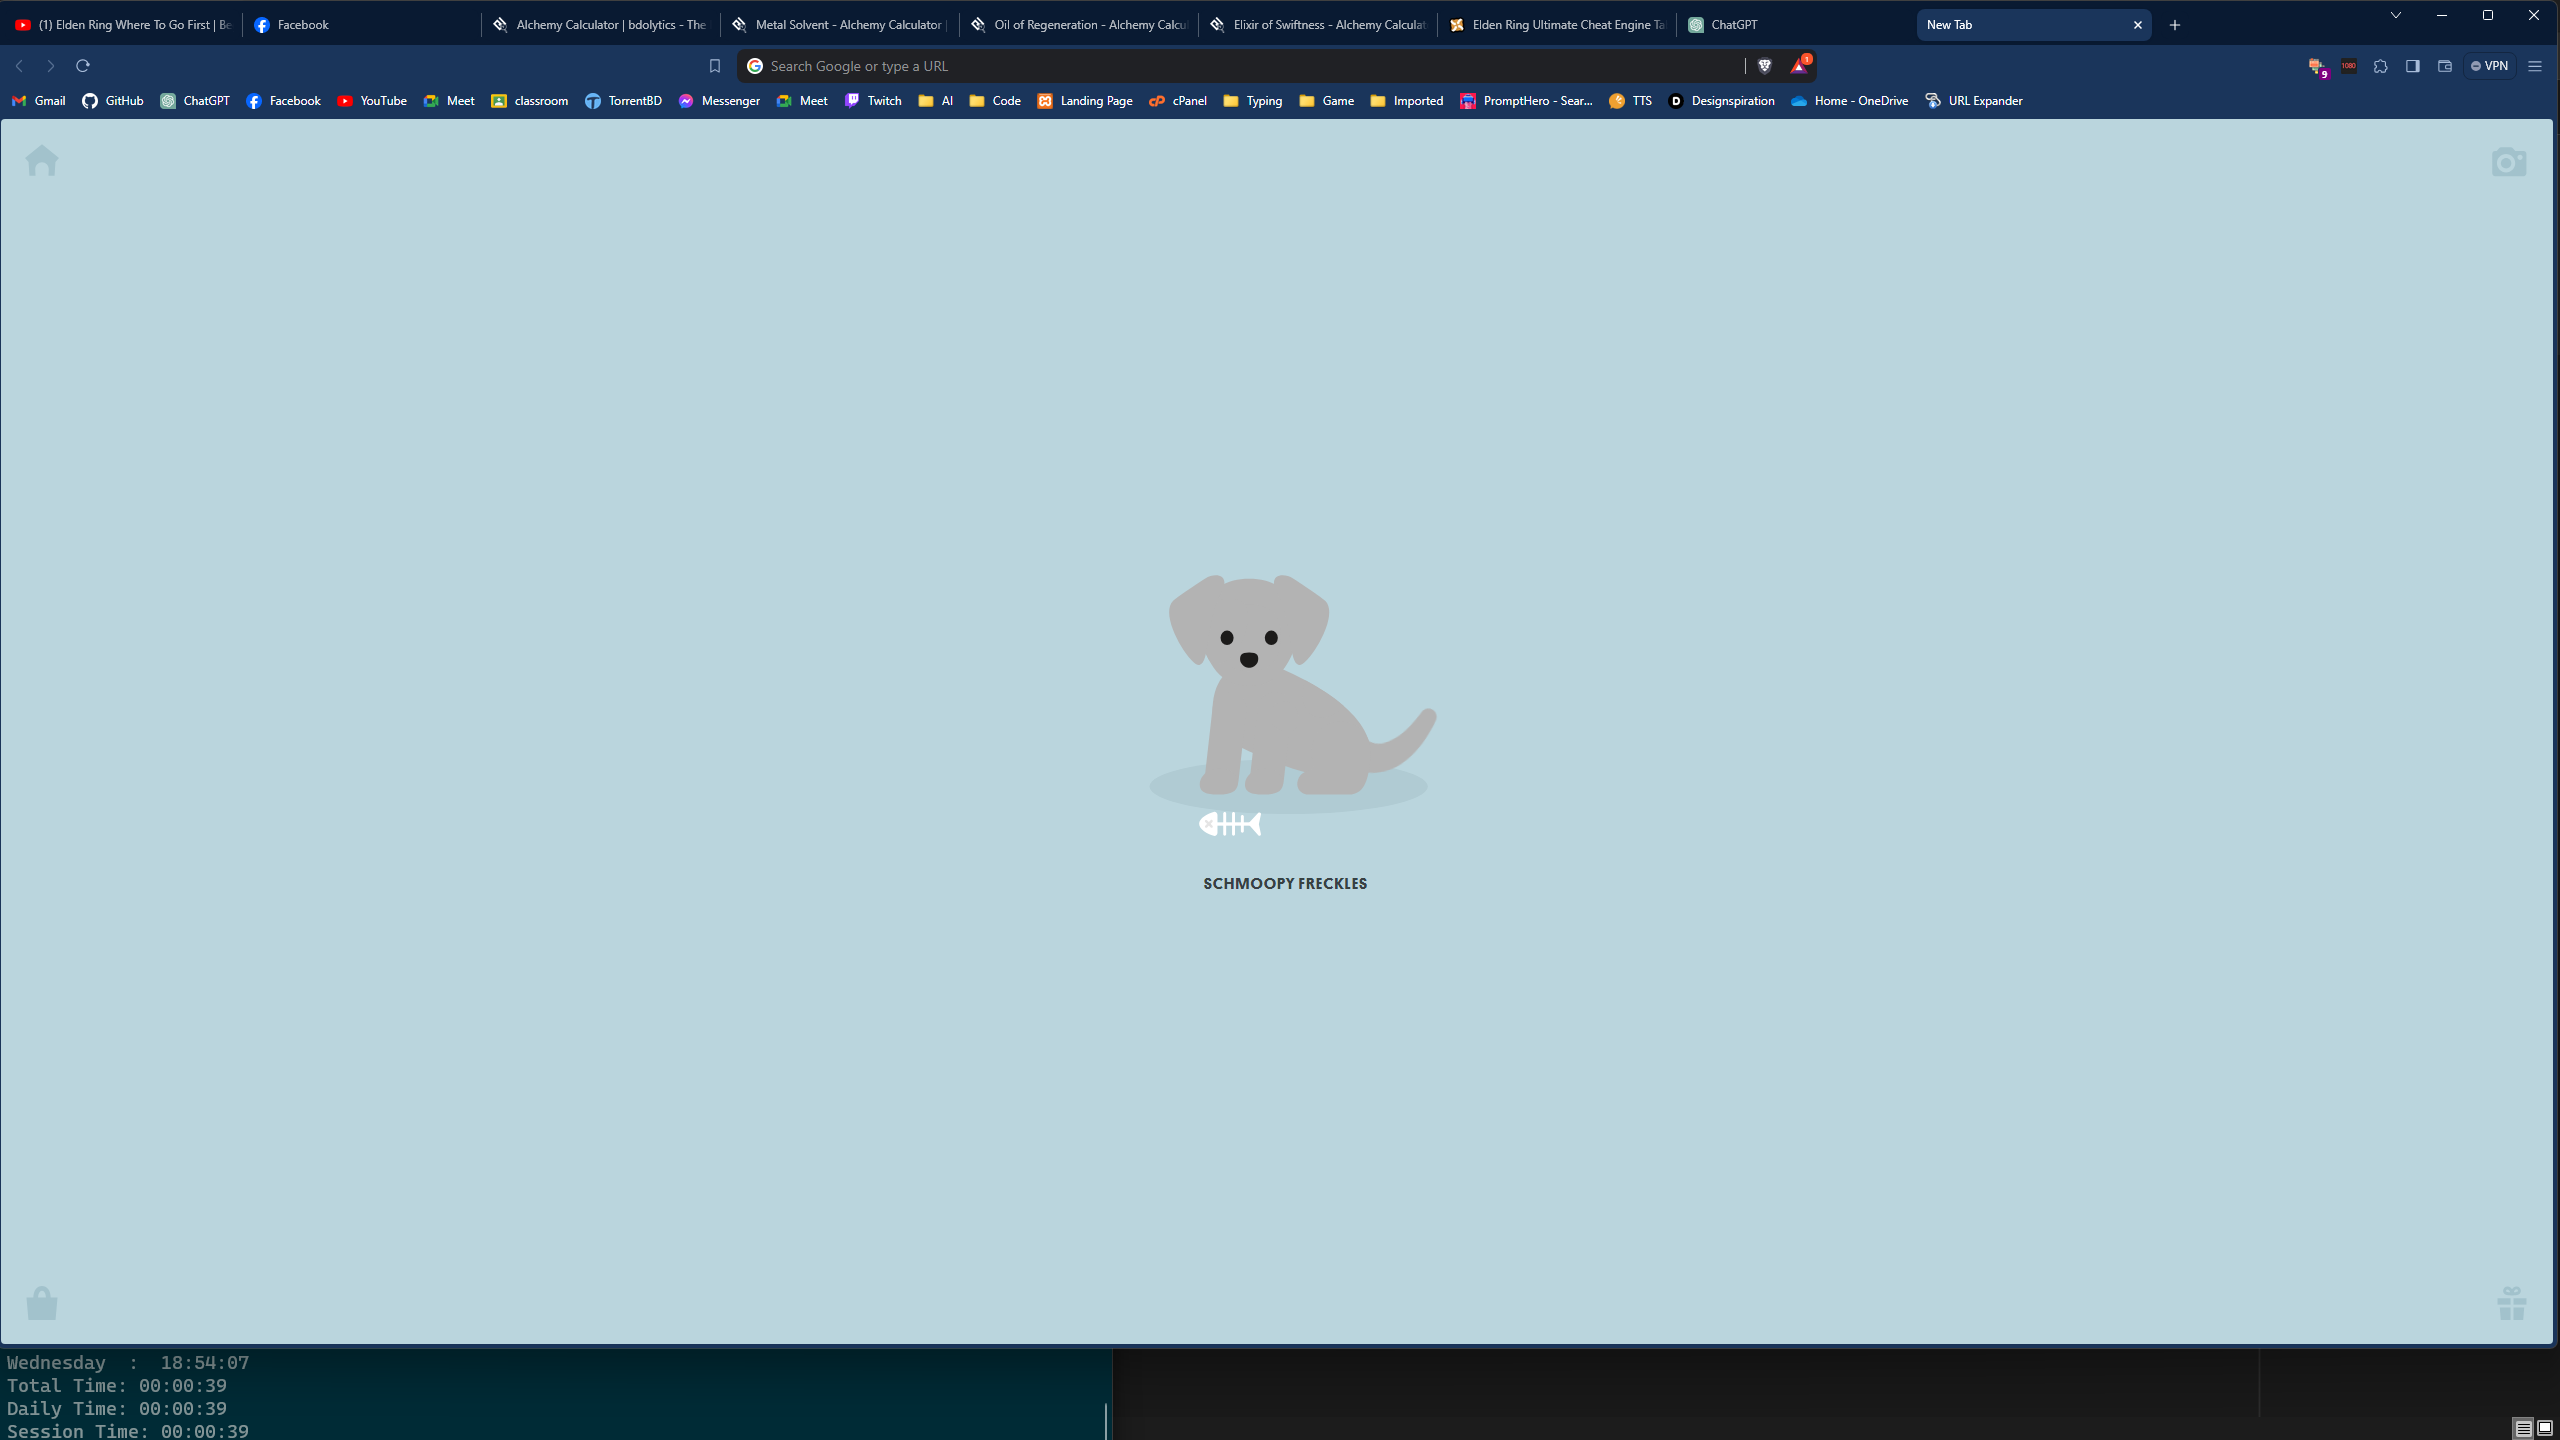 (1) Elden Ring Where To Go First | Be
Facebook
Alchemy Calculator | bdolytics - The
Metal Solvent - Alchemy Calculator |
Oil of Regeneration - Alchemy Calcul
Elixir of Swiftness - Alchemy Calculat
Elden Ring Ultimate Cheat Engine Ta
ChatGPT
New Tab
Search Google or type a URL
1
9
1080
VPN
Gmail
GitHub
ChatGPT
Facebook
YouTube
Meet
classroom
TorrentBD
Messenger
Meet
Twitch
AI
Code
Landing Page
cPanel
Typing
Game
Imported
PromptHero - Sear...
TTS
Designspiration
Home - OneDrive
URL Expander
SCHMOOPY FRECKLES
Wednesday  :  18:54:07
Total Time: 00:00:39
Daily Time: 00:00:39
Session Time: 00:00:39